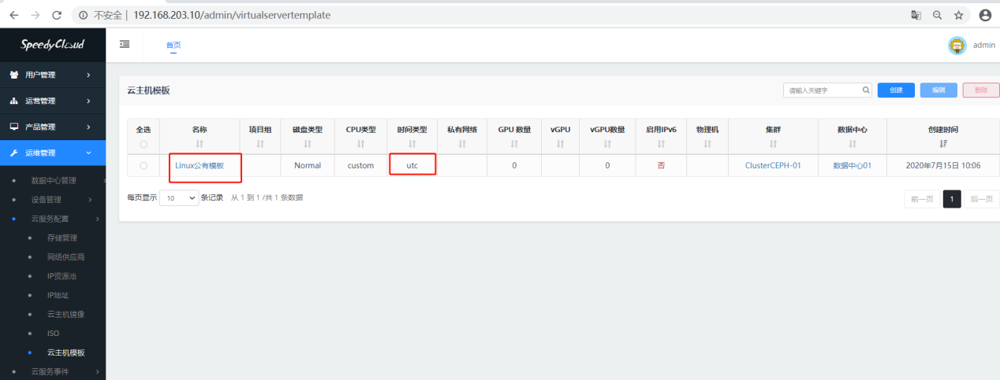 不安全 | 192.168.203.10/admin/virtualservertemplate
SpeedyCloud
首页
admin
用户管理
运营管理
产品管理
运维管理
数据中心管理
设备管理
云服务配置
存储管理
网络供应商
IP资源池
IP地址
云主机镜像
ISO
云主机模板
云服务事件
云主机模板
请输入关键字 创建 编辑 删除
全选 名称 项目组 磁盘类型 CPU类型 时间类型 私有网络 GPU 数量 vGPU vGPU数量 启用IPv6 物理机 集群 数据中心 创建时间
Linux公有模板 Normal custom utc 0 0 否 ClusterCEPH-01 数据中心01 2020年7月15日 10:06
每页显示 10 条记录 从 1 到 1 /共 1 条数据
前一页 1 后一页